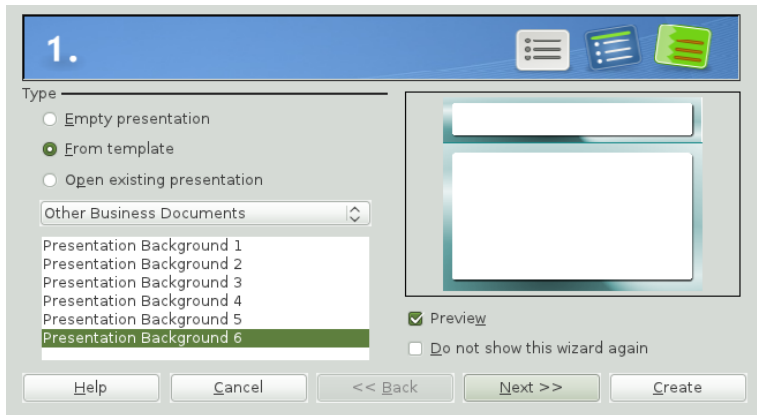 1.
Type
Empty presentation
From template
Open existing presentation
Other Business Documents
Presentation Background 1
Presentation Background 2
Presentation Background 3
Presentation Background 4
Presentation Background 5
Presentation Background 6
Preview
Do not show this wizard again
Help
Cancel
<< Back
Next >>
Create